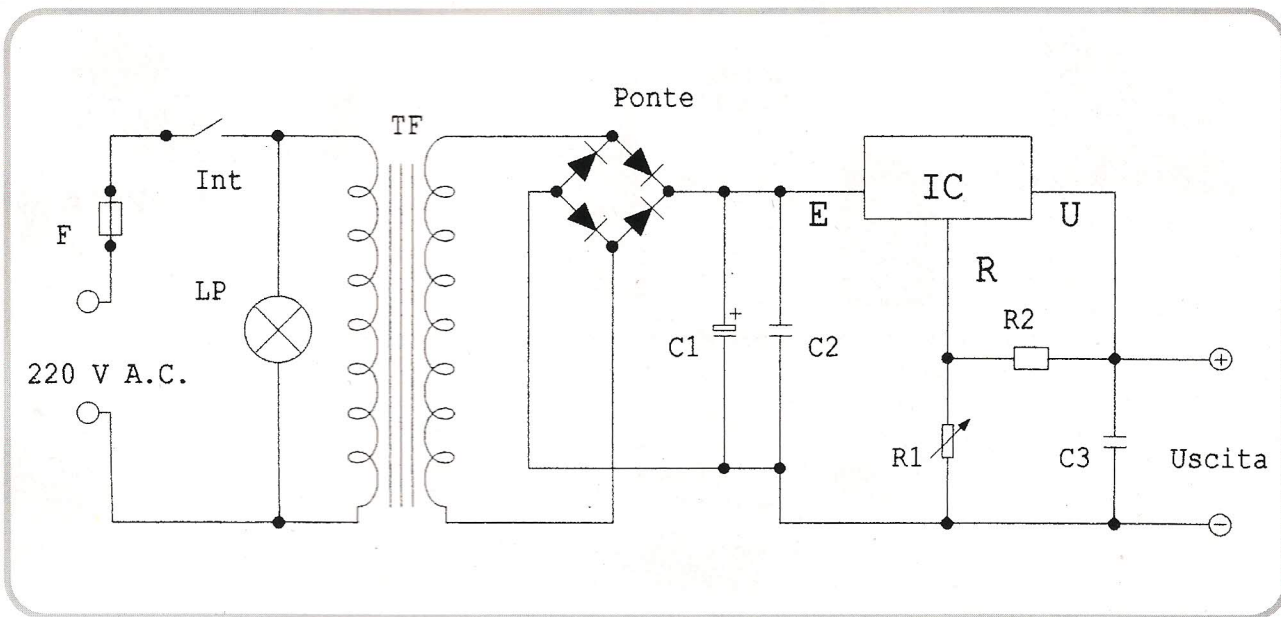 Ponte
TF
Int
IC
E
U
F
R
LP
R2
+
C1
C2
220 V A.C.
+
R1
C3
Uscita
−